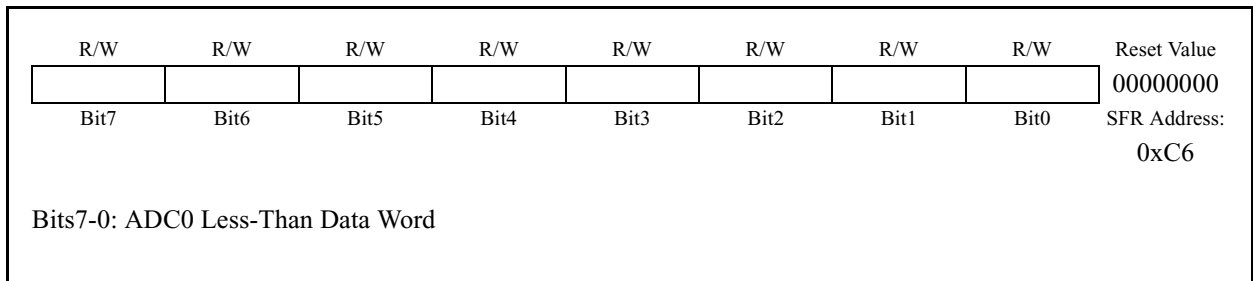 R/W R/W R/W R/W R/W R/W R/W R/W Reset Value
00000000
Bit7 Bit6 Bit5 Bit4 Bit3 Bit2 Bit1 Bit0 SFR Address:
0xC6
Bits7-0: ADC0 Less-Than Data Word